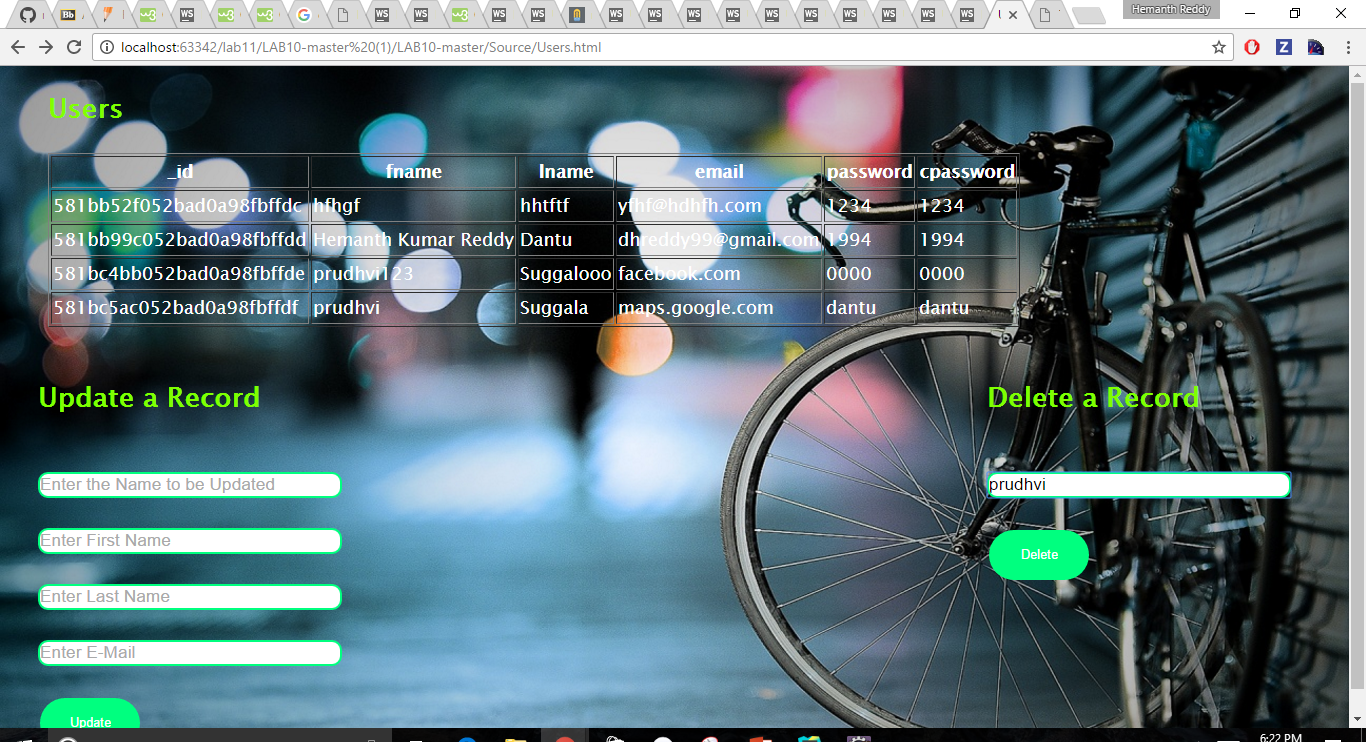 Hemanth Reddy
localhost:63342/lab11/LAB10-master%20(1)/LAB10-master/Source/Users.html
Users
_id fname lname email password cpassword
581bb52f052bad0a98fbffdc hfhgf hhtftf yfhf@hdhfh.com 1234 1234
581bb99c052bad0a98fbffdd Hemanth Kumar Reddy Dantu dhreddy99@gmail.com 1994 1994
581bc4bb052bad0a98fbffde prudhvi123 Suggalooo facebook.com 0000 0000
581bc5ac052bad0a98fbffdf prudhvi Suggala maps.google.com dantu dantu
Update a Record Delete a Record
Enter the Name to be Updated prudhvi
Enter First Name Delete
Enter Last Name
Enter E-Mail
Update
6:22 PM